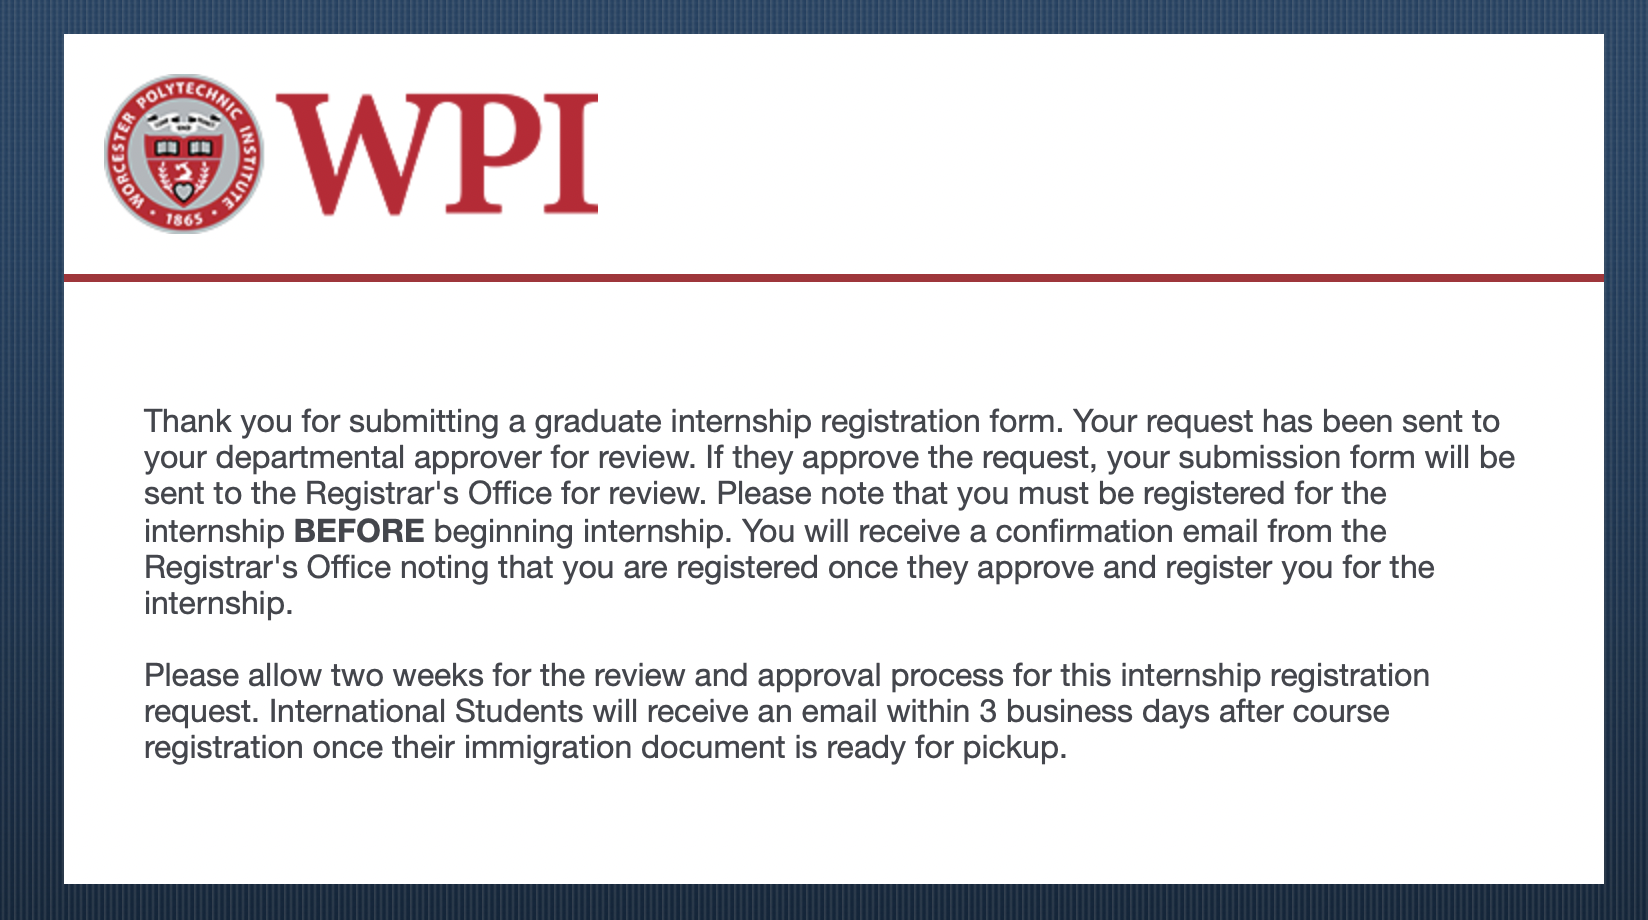 WORCESTER POLYTECHNIC INSTITUTE
1865
WPI
Thank you for submitting a graduate internship registration form. Your request has been sent to
your departmental approver for review. If they approve the request, your submission form will be
sent to the Registrar's Office for review. Please note that you must be registered for the
internship BEFORE beginning internship. You will receive a confirmation email from the
Registrar's Office noting that you are registered once they approve and register you for the
internship.
Please allow two weeks for the review and approval process for this internship registration
request. International Students will receive an email within 3 business days after course
registration once their immigration document is ready for pickup.